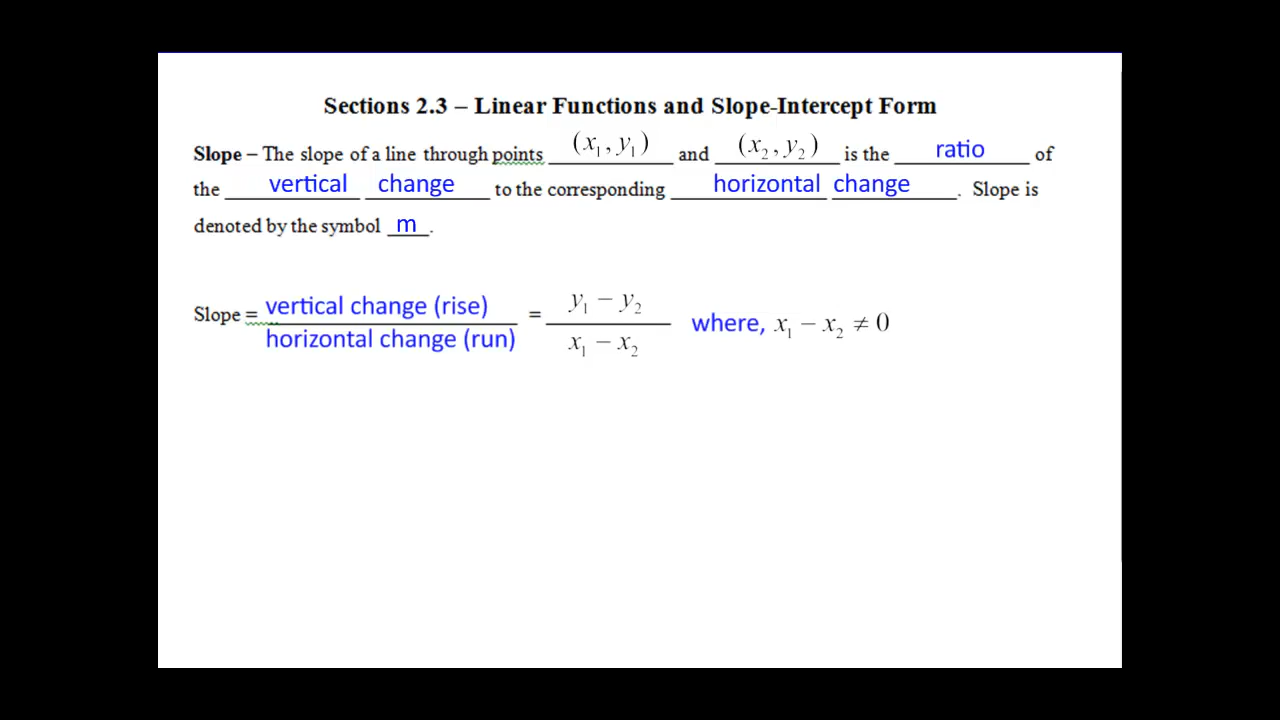 Sections 2.3 – Linear Functions and Slope-Intercept Form
Slope – The slope of a line through points (x₁, y₁) and (x₂, y₂) is the ratio of
the vertical change to the corresponding horizontal change. Slope is
denoted by the symbol m.
Slope = vertical change (rise) / horizontal change (run) = y₁ − y₂ / x₁ − x₂ where, x₁ − x₂ ≠ 0